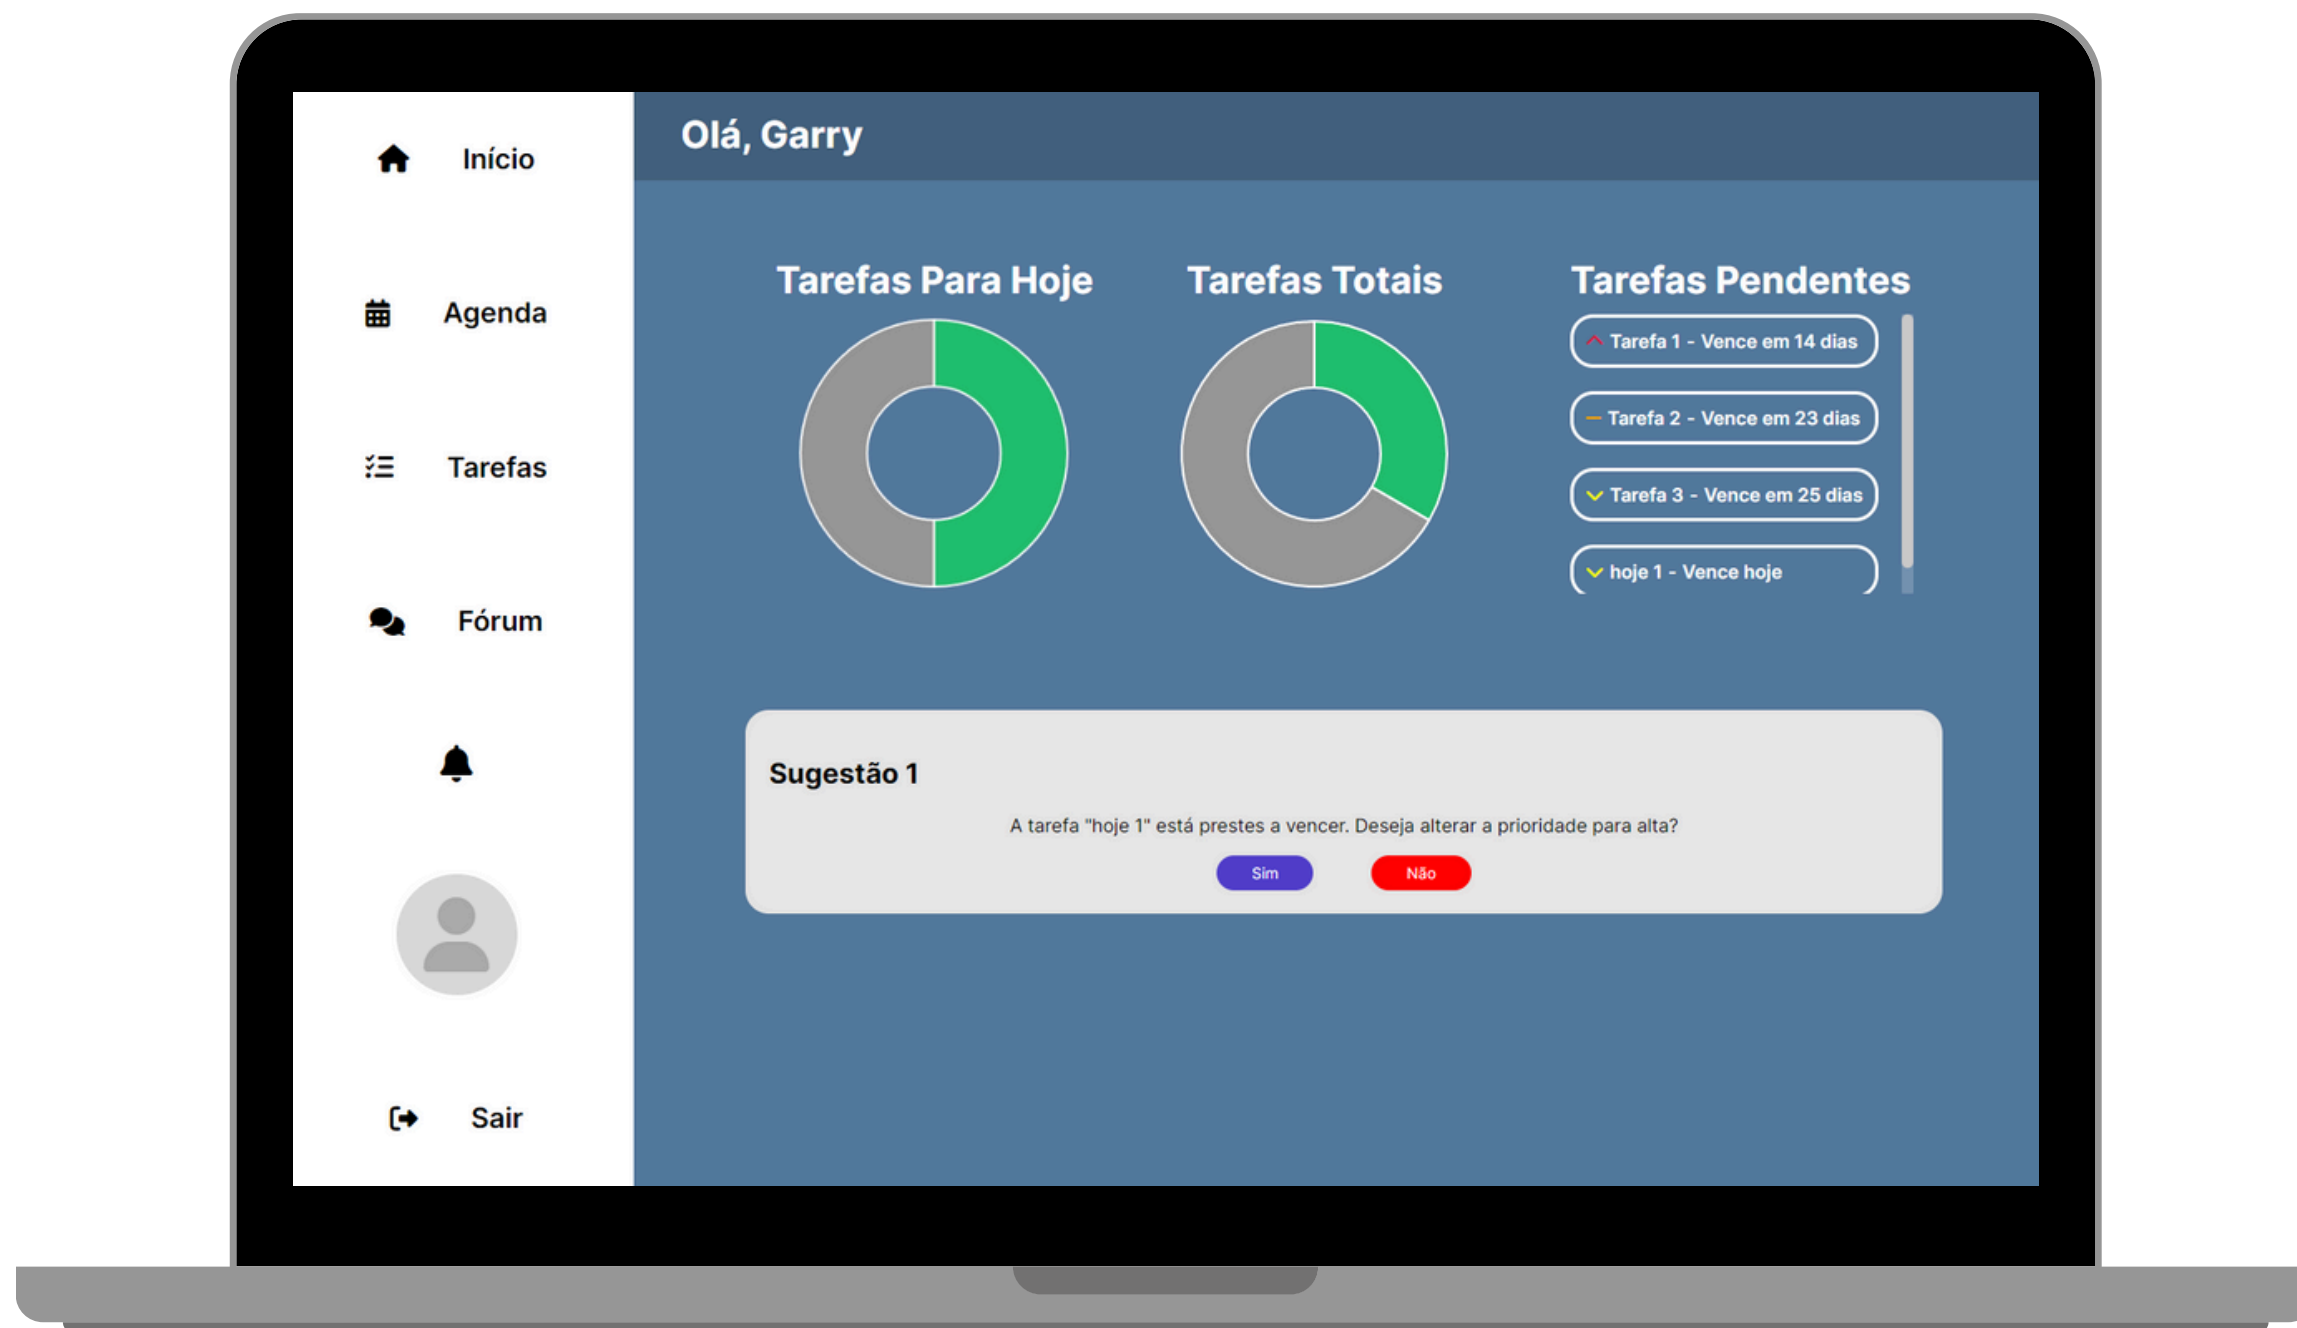 Início
Agenda
Tarefas
Fórum
Sair
Olá, Garry
Tarefas Para Hoje
Tarefas Totais
Tarefas Pendentes
Tarefa 1 - Vence em 14 dias
Tarefa 2 - Vence em 23 dias
Tarefa 3 - Vence em 25 dias
hoje 1 - Vence hoje
Sugestão 1
A tarefa "hoje 1" está prestes a vencer. Deseja alterar a prioridade para alta?
Sim
Não